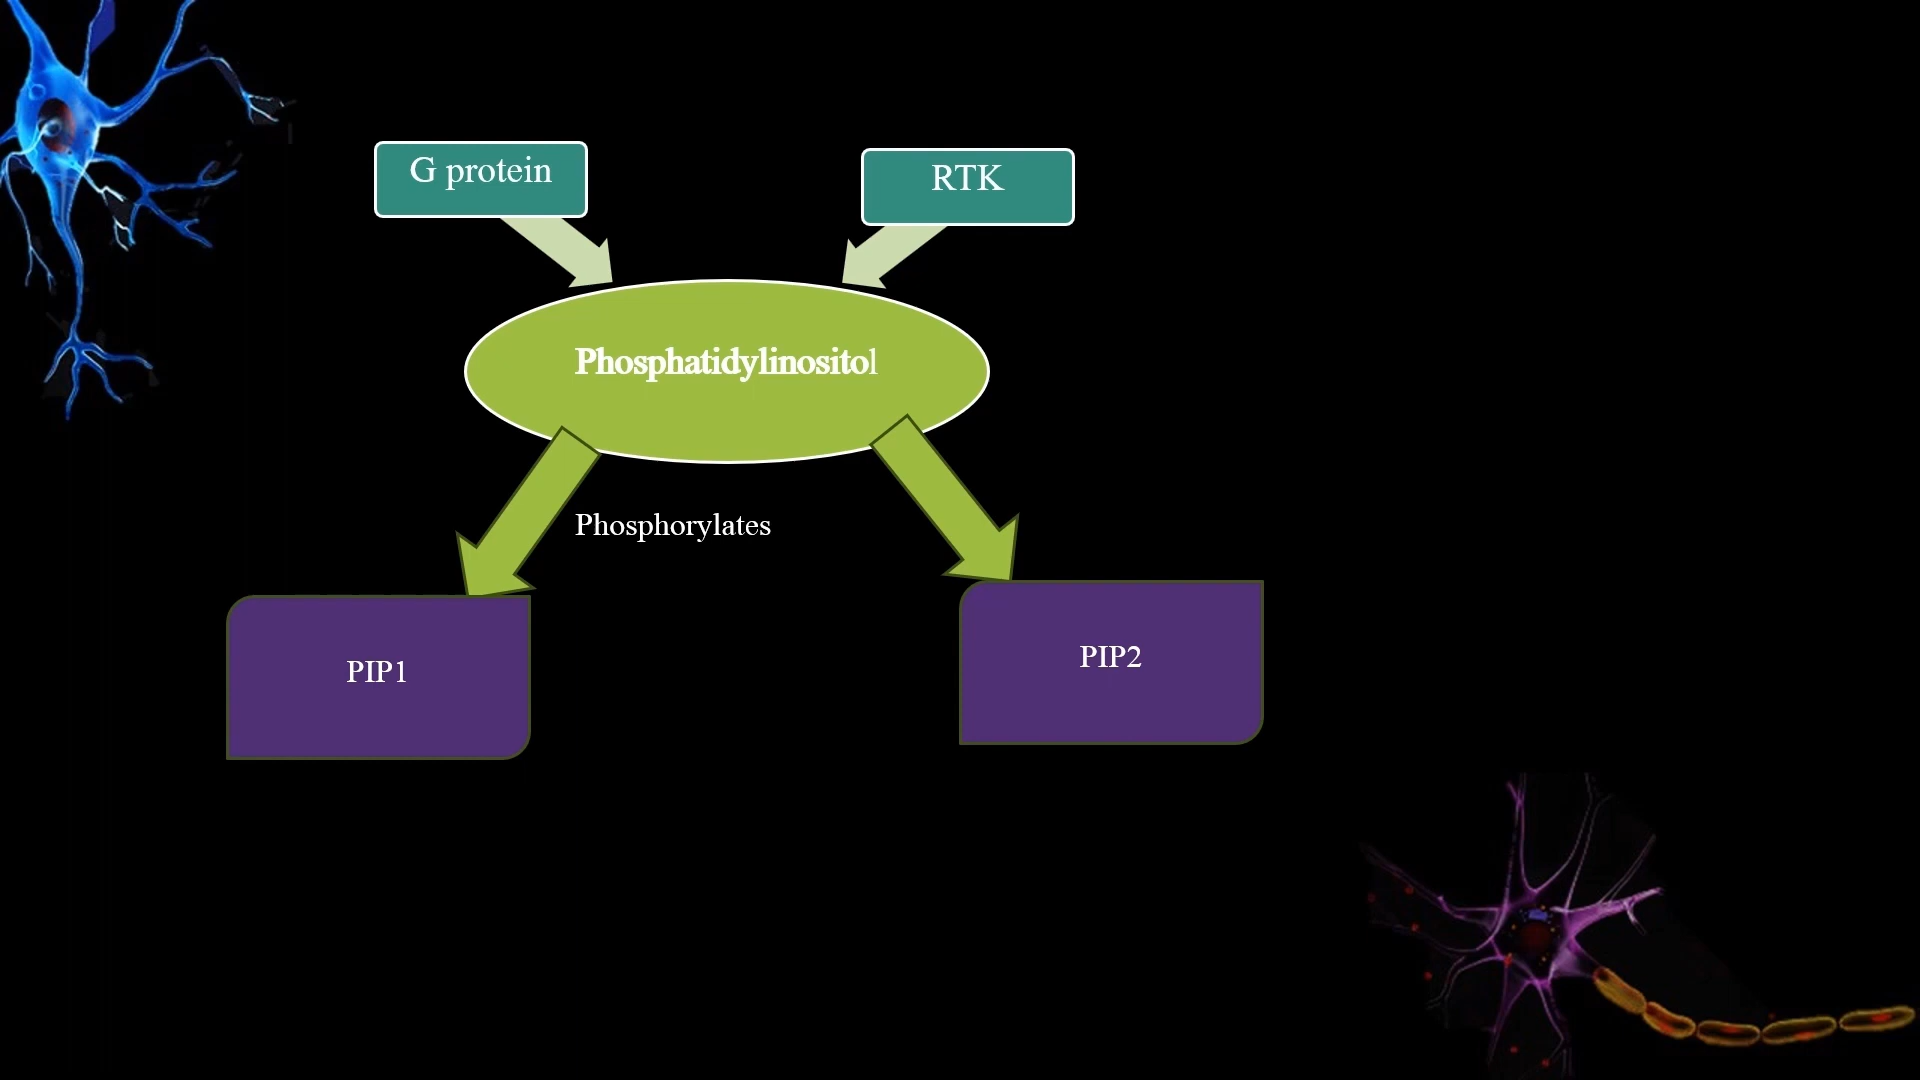 G protein
RTK
Phosphatidylinositol
Phosphorylates
PIP1
PIP2